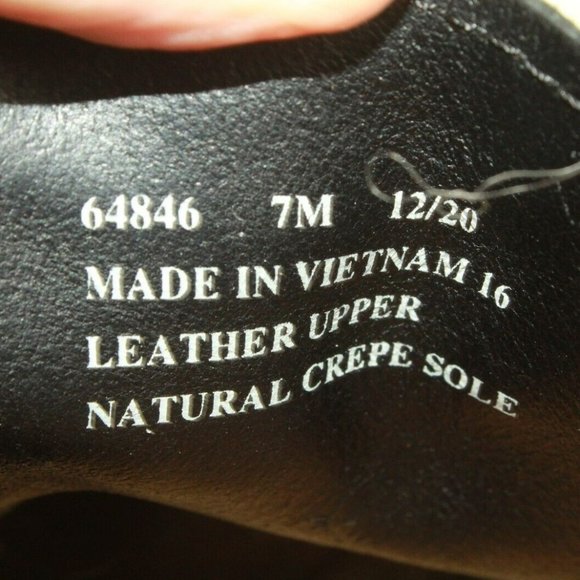 64846 7M 12/20
MADE IN VIETNAM 16
LEATHER UPPER
NATURAL CREPE SOLE